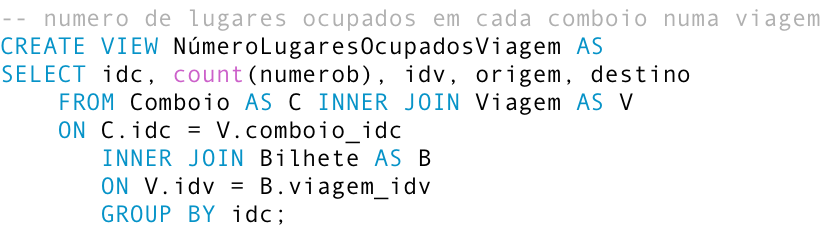 -- numero de lugares ocupados em cada comboio numa viagem
CREATE VIEW NúmeroLugaresOcupadosViagem AS
SELECT idc, count(numerob), idv, origem, destino
    FROM Comboio AS C INNER JOIN Viagem AS V
    ON C.idc = V.comboio_idc
       INNER JOIN Bilhete AS B
       ON V.idv = B.viagem_idv
       GROUP BY idc;